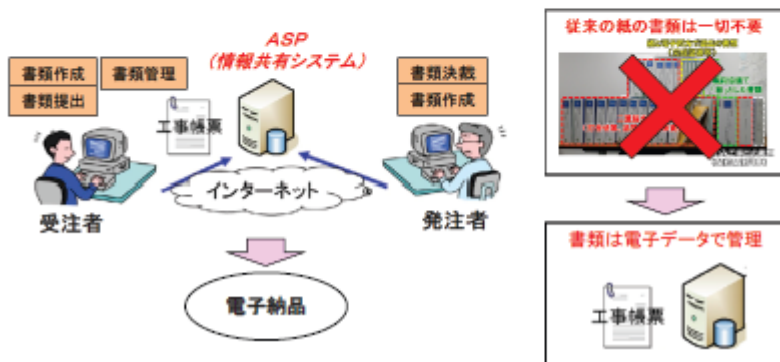 ASP
(情報共有システム)
書類作成
書類管理
書類提出
工事帳票
書類決裁
書類作成
インターネット
受注者
発注者
電子納品
従来の紙の書類は一切不要
書類は電子データで管理
工事帳票